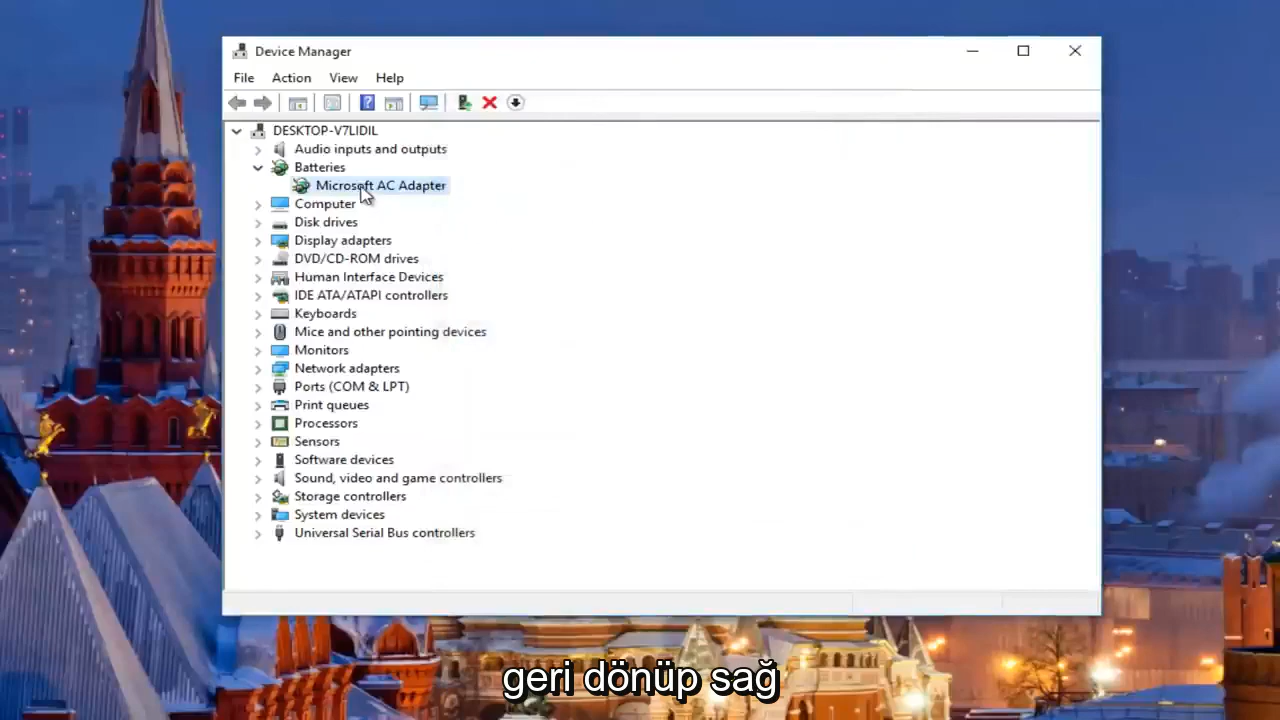 Device Manager
File Action View Help
DESKTOP-V7LIDIL
Audio inputs and outputs
Batteries
Microsoft AC Adapter
Computer
Disk drives
Display adapters
DVD/CD-ROM drives
Human Interface Devices
IDE ATA/ATAPI controllers
Keyboards
Mice and other pointing devices
Monitors
Network adapters
Ports (COM & LPT)
Print queues
Processors
Sensors
Software devices
Sound, video and game controllers
Storage controllers
System devices
Universal Serial Bus controllers
geri dönüp sağ